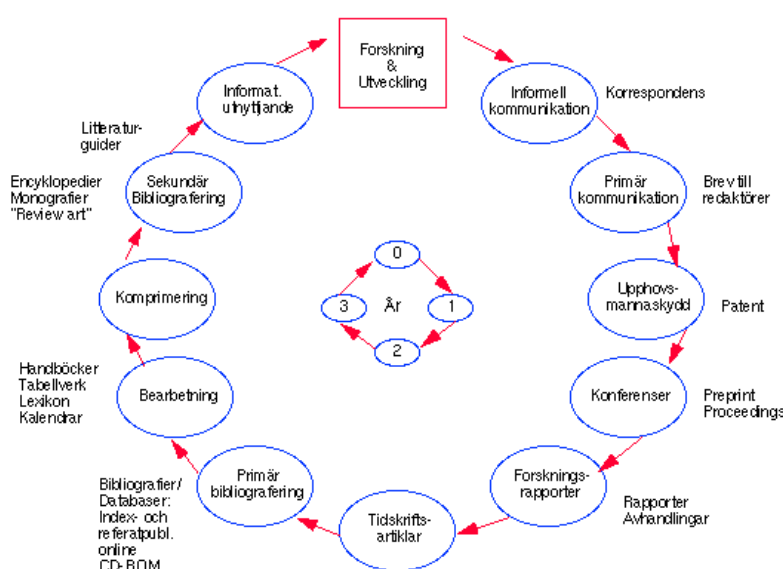 Forskning
&
Utveckling
Informell
kommunikation
Korrespondens
Primär
kommunikation
Brev till
redaktörer
Upphovs-
mannaskydd
Patent
Konferenser
Preprint
Proceedings
Forsknings-
rapporter
Rapporter
Avhandlingar
Tidskrifts-
artiklar
Primär
bibliografering
Bibliografier/
Databaser:
Index- och
referatpubl.
online
CD-ROM
Bearbetning
Handböcker
Tabellverk
Lexikon
Kalendrar
Komprimering
Encyklopedier
Monografier
"Review art"
Sekundär
Bibliografering
Litteratur-
guider
Informat.
utnyttjande
0
1
2
3
År